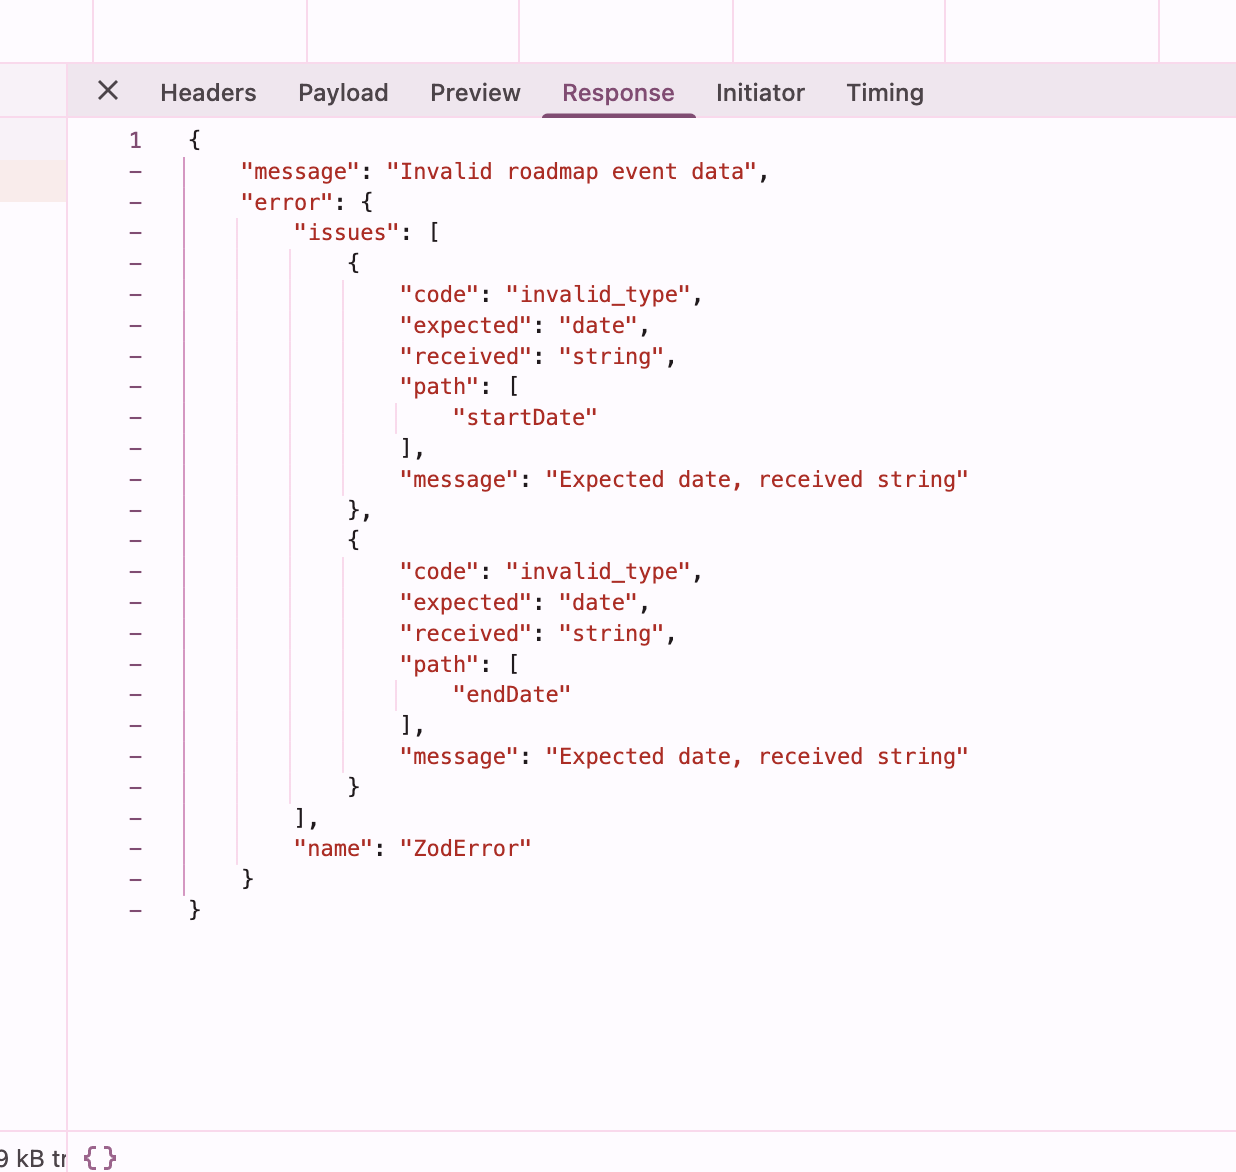 Headers Payload Preview Response Initiator Timing
1 {
- "message": "Invalid roadmap event data",
- "error": {
- "issues": [
- {
- "code": "invalid_type",
- "expected": "date",
- "received": "string",
- "path": [
- "startDate"
- ],
- "message": "Expected date, received string"
- },
- {
- "code": "invalid_type",
- "expected": "date",
- "received": "string",
- "path": [
- "endDate"
- ],
- "message": "Expected date, received string"
- }
- ],
- "name": "ZodError"
- }
- }
9 kB tr {}